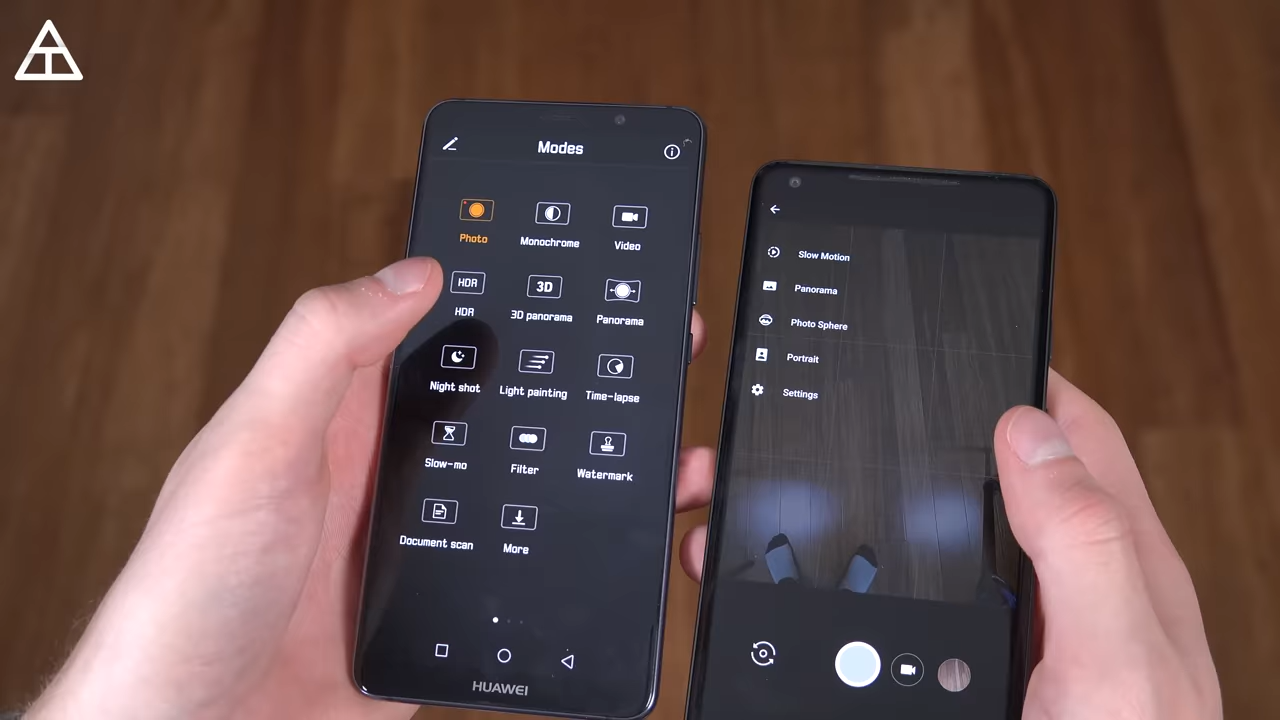 Modes
Photo
Monochrome
Video
HDR
HDR
3D
3D panorama
Panorama
Night shot
Light painting
Time-lapse
Slow-mo
Filter
Watermark
Document scan
More
HUAWEI
Slow Motion
Panorama
Photo Sphere
Portrait
Settings